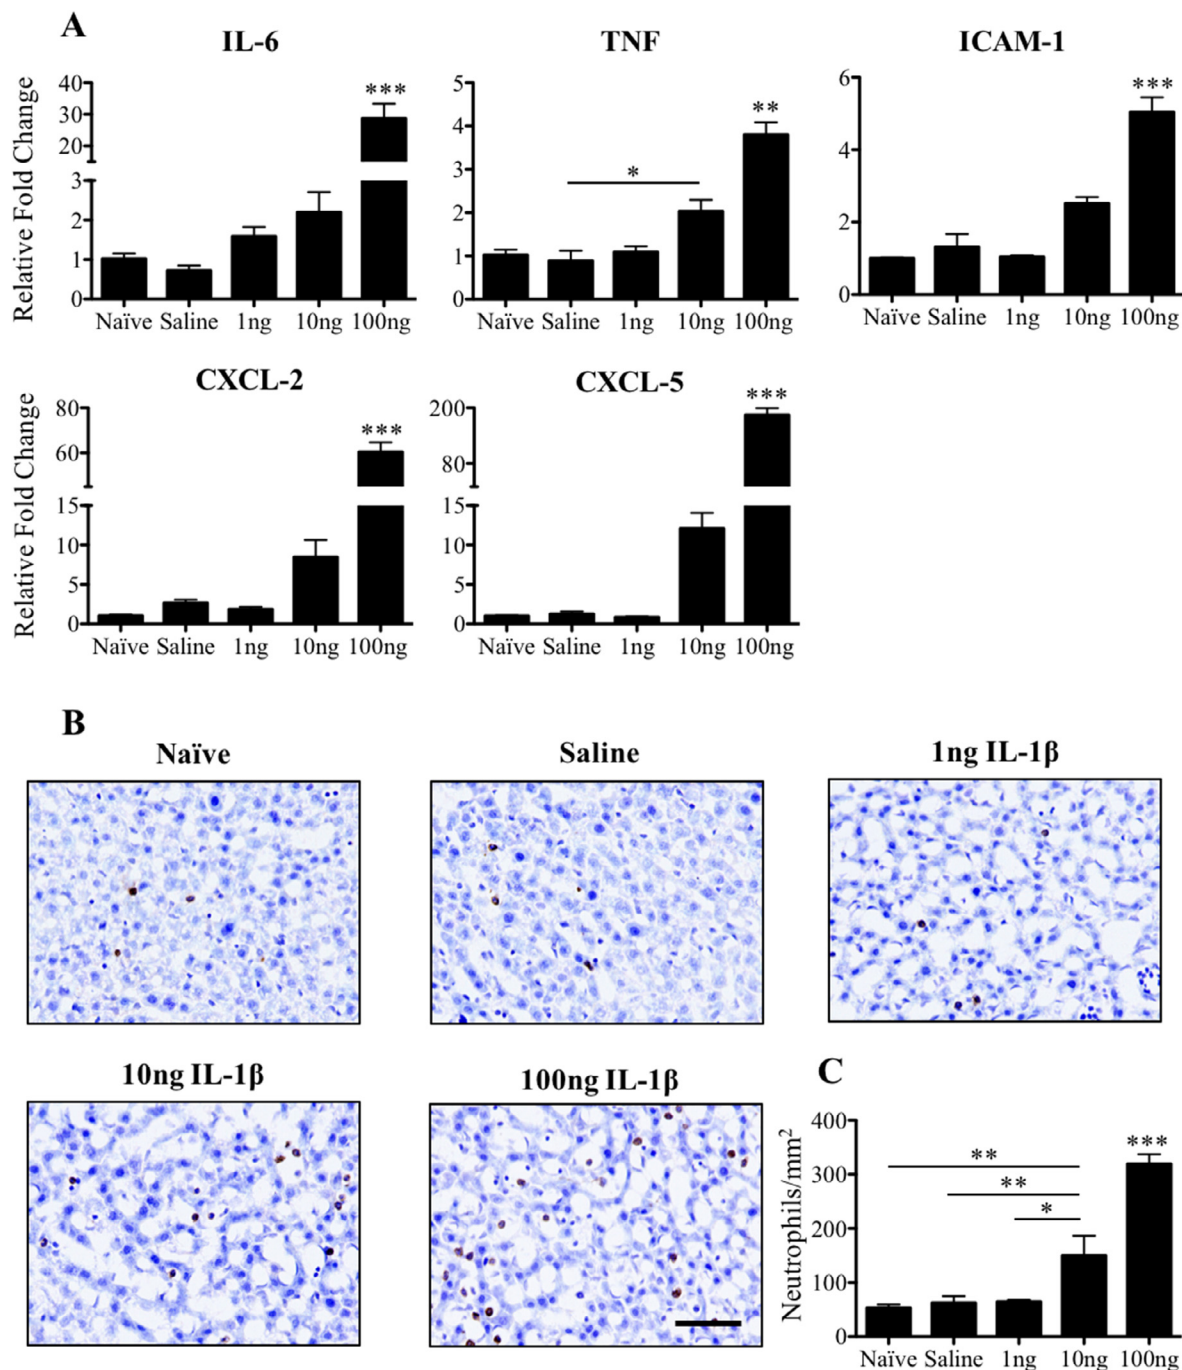 A
IL-6
TNF
ICAM-1
Relative Fold Change
40
30
20
3
2
1
0
***
Naïve Saline 1ng 10ng 100ng
5
4
3
2
1
0
*
**
Naïve Saline 1ng 10ng 100ng
6
4
2
0
***
Naïve Saline 1ng 10ng 100ng
CXCL-2
CXCL-5
Relative Fold Change
80
60
15
10
5
0
***
Naïve Saline 1ng 10ng 100ng
200
80
15
10
5
0
***
Naïve Saline 1ng 10ng 100ng
B
Naïve
Saline
1ng IL-1β
10ng IL-1β
100ng IL-1β
C
Neutrophils/mm²
400
300
200
100
0
**
**
*
***
Naïve Saline 1ng 10ng 100ng